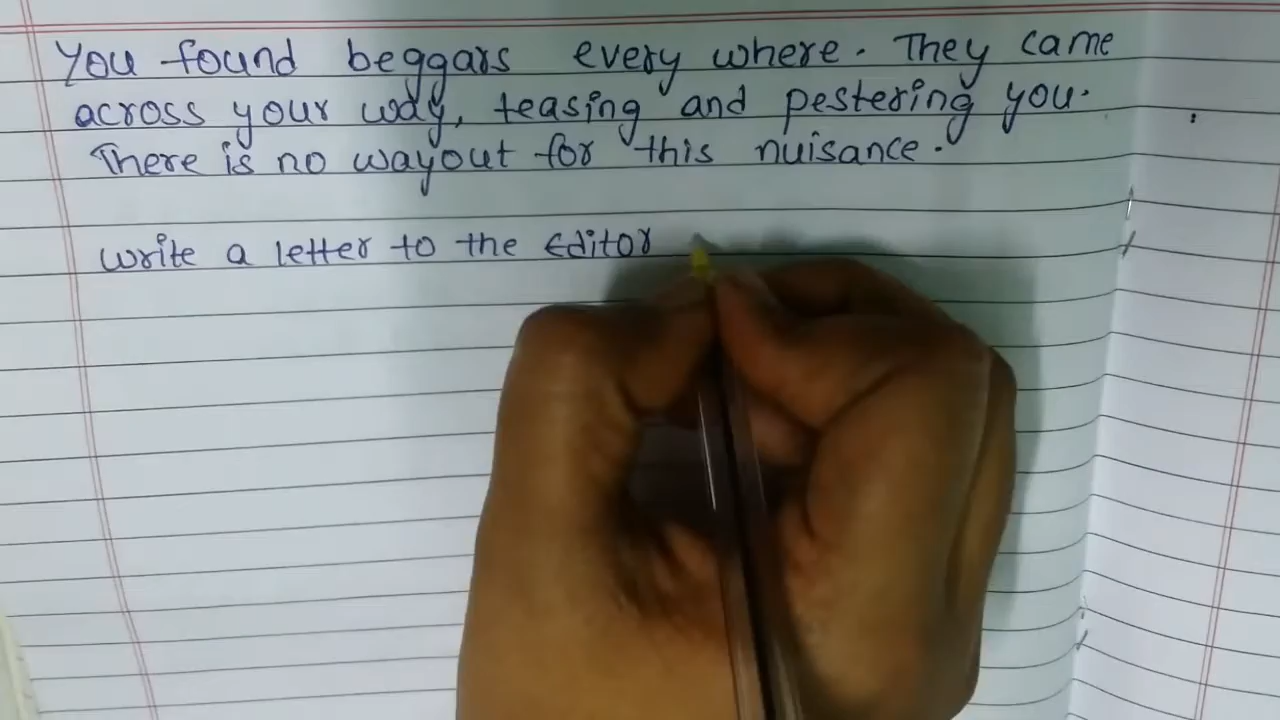 You found beggars every where. They came
across your way, teasing and pestering you.
There is no wayout for this nuisance.
Write a letter to the Editor